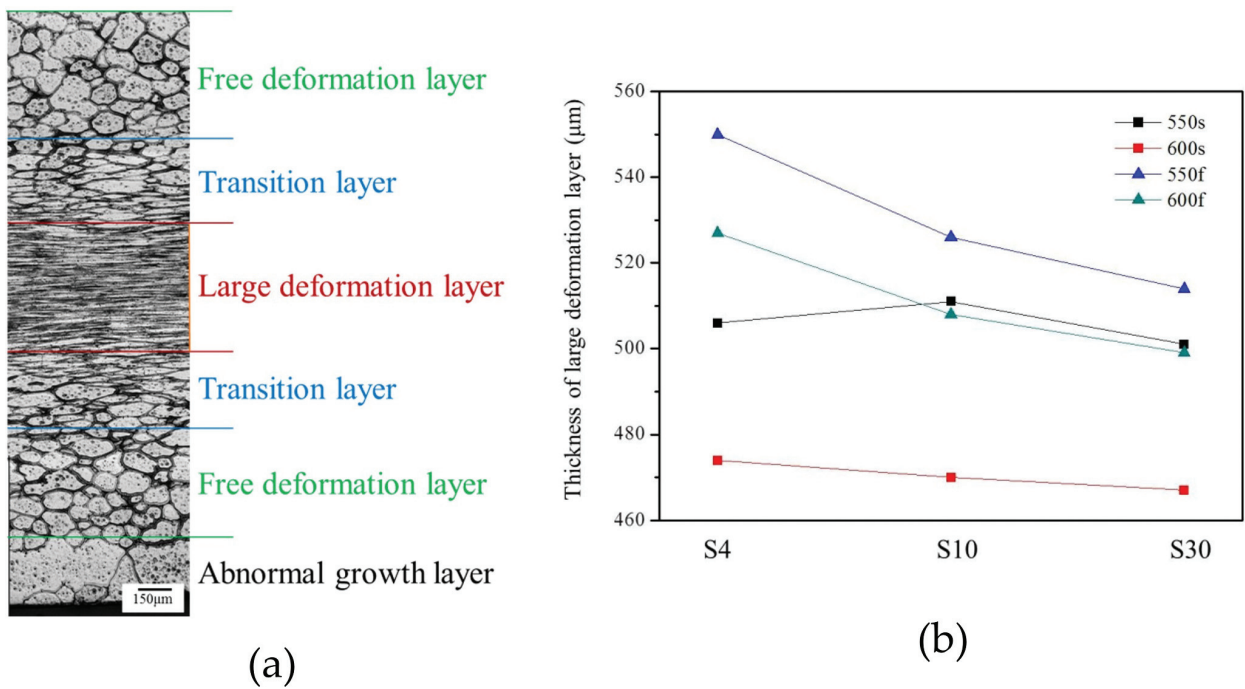 Free deformation layer
Transition layer
Large deformation layer
Transition layer
Free deformation layer
Abnormal growth layer
150μm
(a)
Thickness of large deformation layer (μm)
560
540
520
500
480
460
S4
S10
S30
550s
600s
550f
600f
(b)